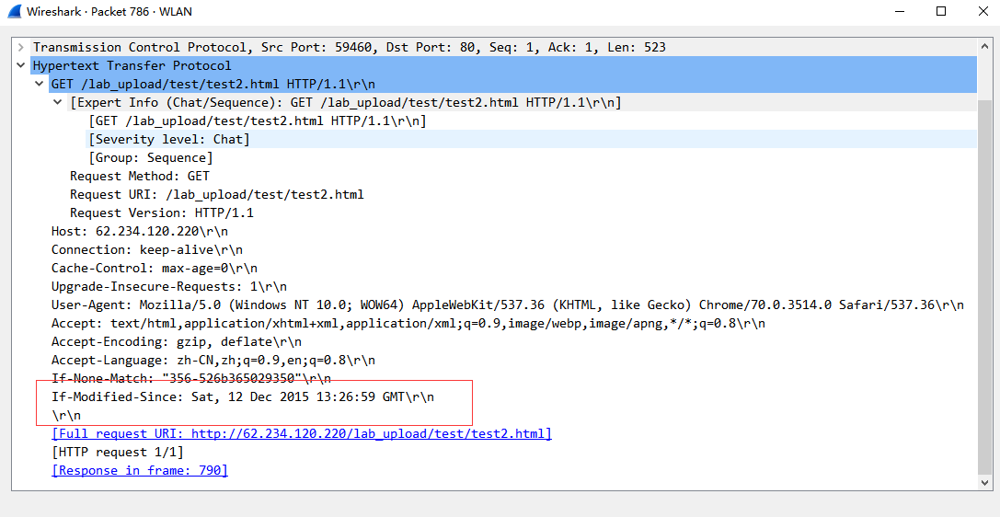 Wireshark · Packet 786 · WLAN
Transmission Control Protocol, Src Port: 59460, Dst Port: 80, Seq: 1, Ack: 1, Len: 523
Hypertext Transfer Protocol
GET /lab_upload/test/test2.html HTTP/1.1\r\n
[Expert Info (Chat/Sequence): GET /lab_upload/test/test2.html HTTP/1.1\r\n]
[GET /lab_upload/test/test2.html HTTP/1.1\r\n]
[Severity level: Chat]
[Group: Sequence]
Request Method: GET
Request URI: /lab_upload/test/test2.html
Request Version: HTTP/1.1
Host: 62.234.120.220\r\n
Connection: keep-alive\r\n
Cache-Control: max-age=0\r\n
Upgrade-Insecure-Requests: 1\r\n
User-Agent: Mozilla/5.0 (Windows NT 10.0; WOW64) AppleWebKit/537.36 (KHTML, like Gecko) Chrome/70.0.3514.0 Safari/537.36\r\n
Accept: text/html,application/xhtml+xml,application/xml;q=0.9,image/webp,image/apng,*/*;q=0.8\r\n
Accept-Encoding: gzip, deflate\r\n
Accept-Language: zh-CN,zh;q=0.9,en;q=0.8\r\n
If-None-Match: "356-526b365029350"\r\n
If-Modified-Since: Sat, 12 Dec 2015 13:26:59 GMT\r\n
\r\n
[Full request URI: http://62.234.120.220/lab_upload/test/test2.html]
[HTTP request 1/1]
[Response in frame: 790]